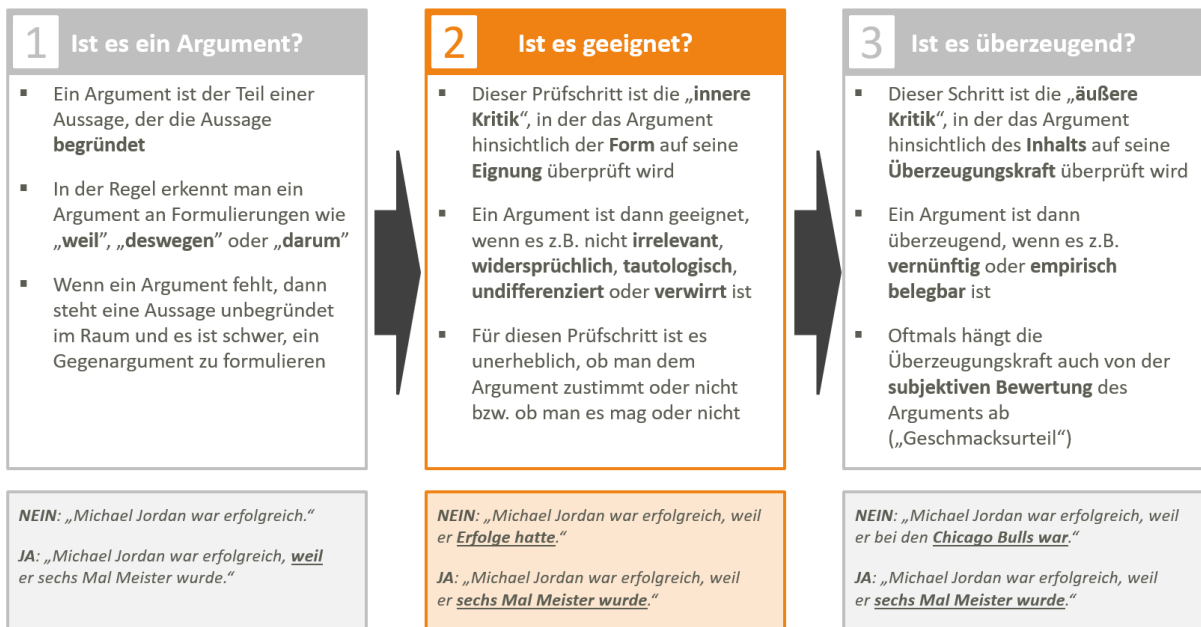 1 Ist es ein Argument?
▪ Ein Argument ist der Teil einer
Aussage, der die Aussage
begründet
▪ In der Regel erkennt man ein
Argument an Formulierungen wie
„weil”, „deswegen” oder „darum”
▪ Wenn ein Argument fehlt, dann
steht eine Aussage unbegründet
im Raum und es ist schwer, ein
Gegenargument zu formulieren
NEIN: „Michael Jordan war erfolgreich.“
JA: „Michael Jordan war erfolgreich, weil
er sechs Mal Meister wurde.“
2 Ist es geeignet?
▪ Dieser Prüfschritt ist die „innere
Kritik“, in der das Argument
hinsichtlich der Form auf seine
Eignung überprüft wird
▪ Ein Argument ist dann geeignet,
wenn es z.B. nicht irrelevant,
widersprüchlich, tautologisch,
undifferenziert oder verwirrt ist
▪ Für diesen Prüfschritt ist es
unerheblich, ob man dem
Argument zustimmt oder nicht
bzw. ob man es mag oder nicht
NEIN: „Michael Jordan war erfolgreich, weil
er Erfolge hatte.“
JA: „Michael Jordan war erfolgreich, weil
er sechs Mal Meister wurde.“
3 Ist es überzeugend?
▪ Dieser Schritt ist die „äußere
Kritik“, in der das Argument
hinsichtlich des Inhalts auf seine
Überzeugungskraft überprüft wird
▪ Ein Argument ist dann
überzeugend, wenn es z.B.
vernünftig oder empirisch
belegbar ist
▪ Oftmals hängt die
Überzeugungskraft auch von der
subjektiven Bewertung des
Arguments ab
(„Geschmacksurteil“)
NEIN: „Michael Jordan war erfolgreich, weil
er bei den Chicago Bulls war.“
JA: „Michael Jordan war erfolgreich, weil
er sechs Mal Meister wurde.“